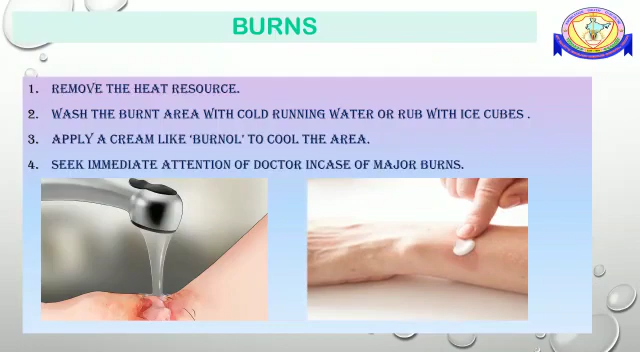 BURNS
1. REMOVE THE HEAT RESOURCE.
2. WASH THE BURNT AREA WITH COLD RUNNING WATER OR RUB WITH ICE CUBES .
3. APPLY A CREAM LIKE ‘BURNOL’ TO COOL THE AREA.
4. SEEK IMMEDIATE ATTENTION OF DOCTOR INCASE OF MAJOR BURNS.